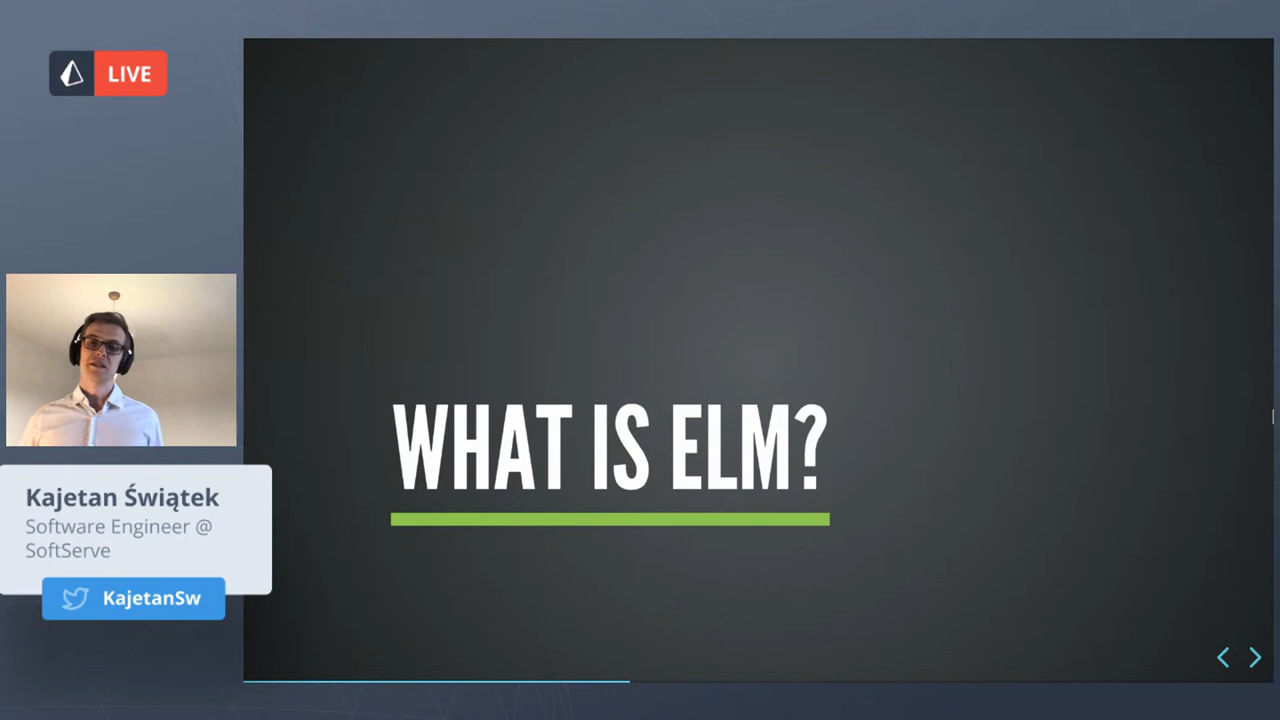 LIVE
WHAT IS ELM?
Kajetan Świątek
Software Engineer @
SoftServe
KajetanSw